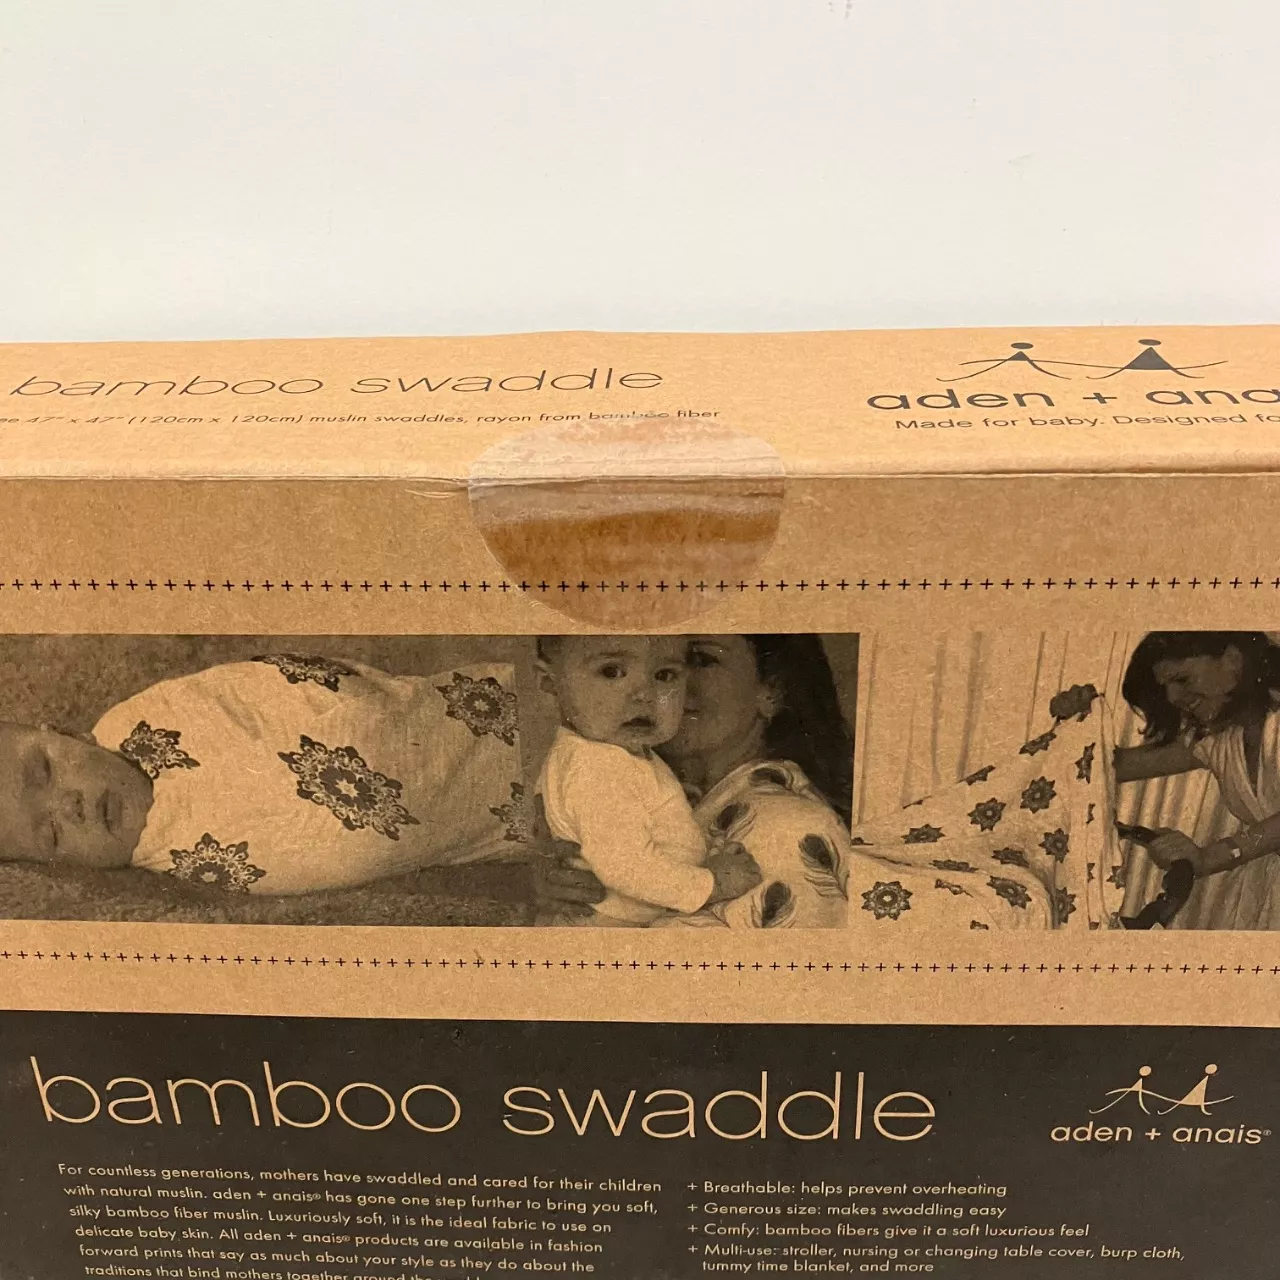 bamboo swaddle
47" x 47" (120cm x 120cm) muslin swaddles, rayon from bamboo fiber
aden + ana
Made for baby. Designed fo
bamboo swaddle
aden + anais®
For countless generations, mothers have swaddled and cared for their children
with natural muslin. aden + anais® has gone one step further to bring you soft,
silky bamboo fiber muslin. Luxuriously soft, it is the ideal fabric to use on
delicate baby skin. All aden + anais® products are available in fashion
forward prints that say as much about your style as they do about the
traditions that bind mothers together around the
+ Breathable: helps prevent overheating
+ Generous size: makes swaddling easy
+ Comfy: bamboo fibers give it a soft luxurious feel
+ Multi-use: stroller, nursing or changing table cover, burp cloth,
tummy time blanket, and more